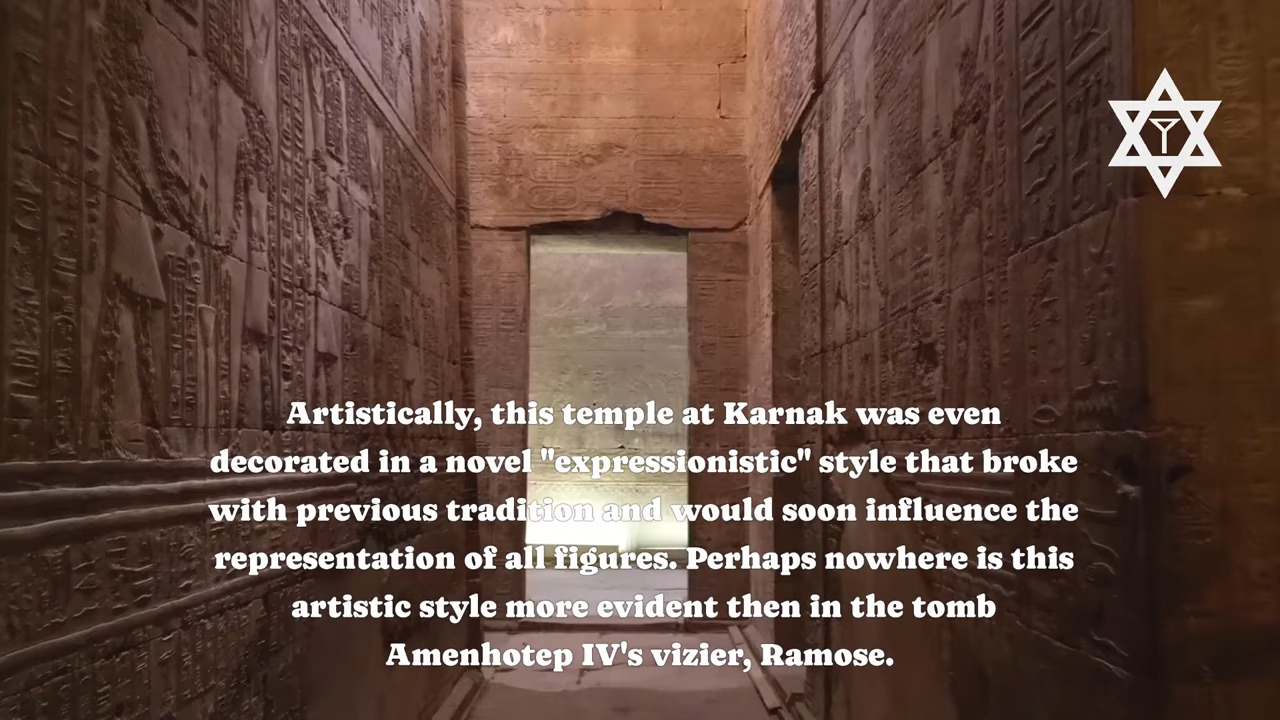 Artistically, this temple at Karnak was even
decorated in a novel "expressionistic" style that broke
with previous tradition and would soon influence the
representation of all figures. Perhaps nowhere is this
artistic style more evident then in the tomb
Amenhotep IV's vizier, Ramose.